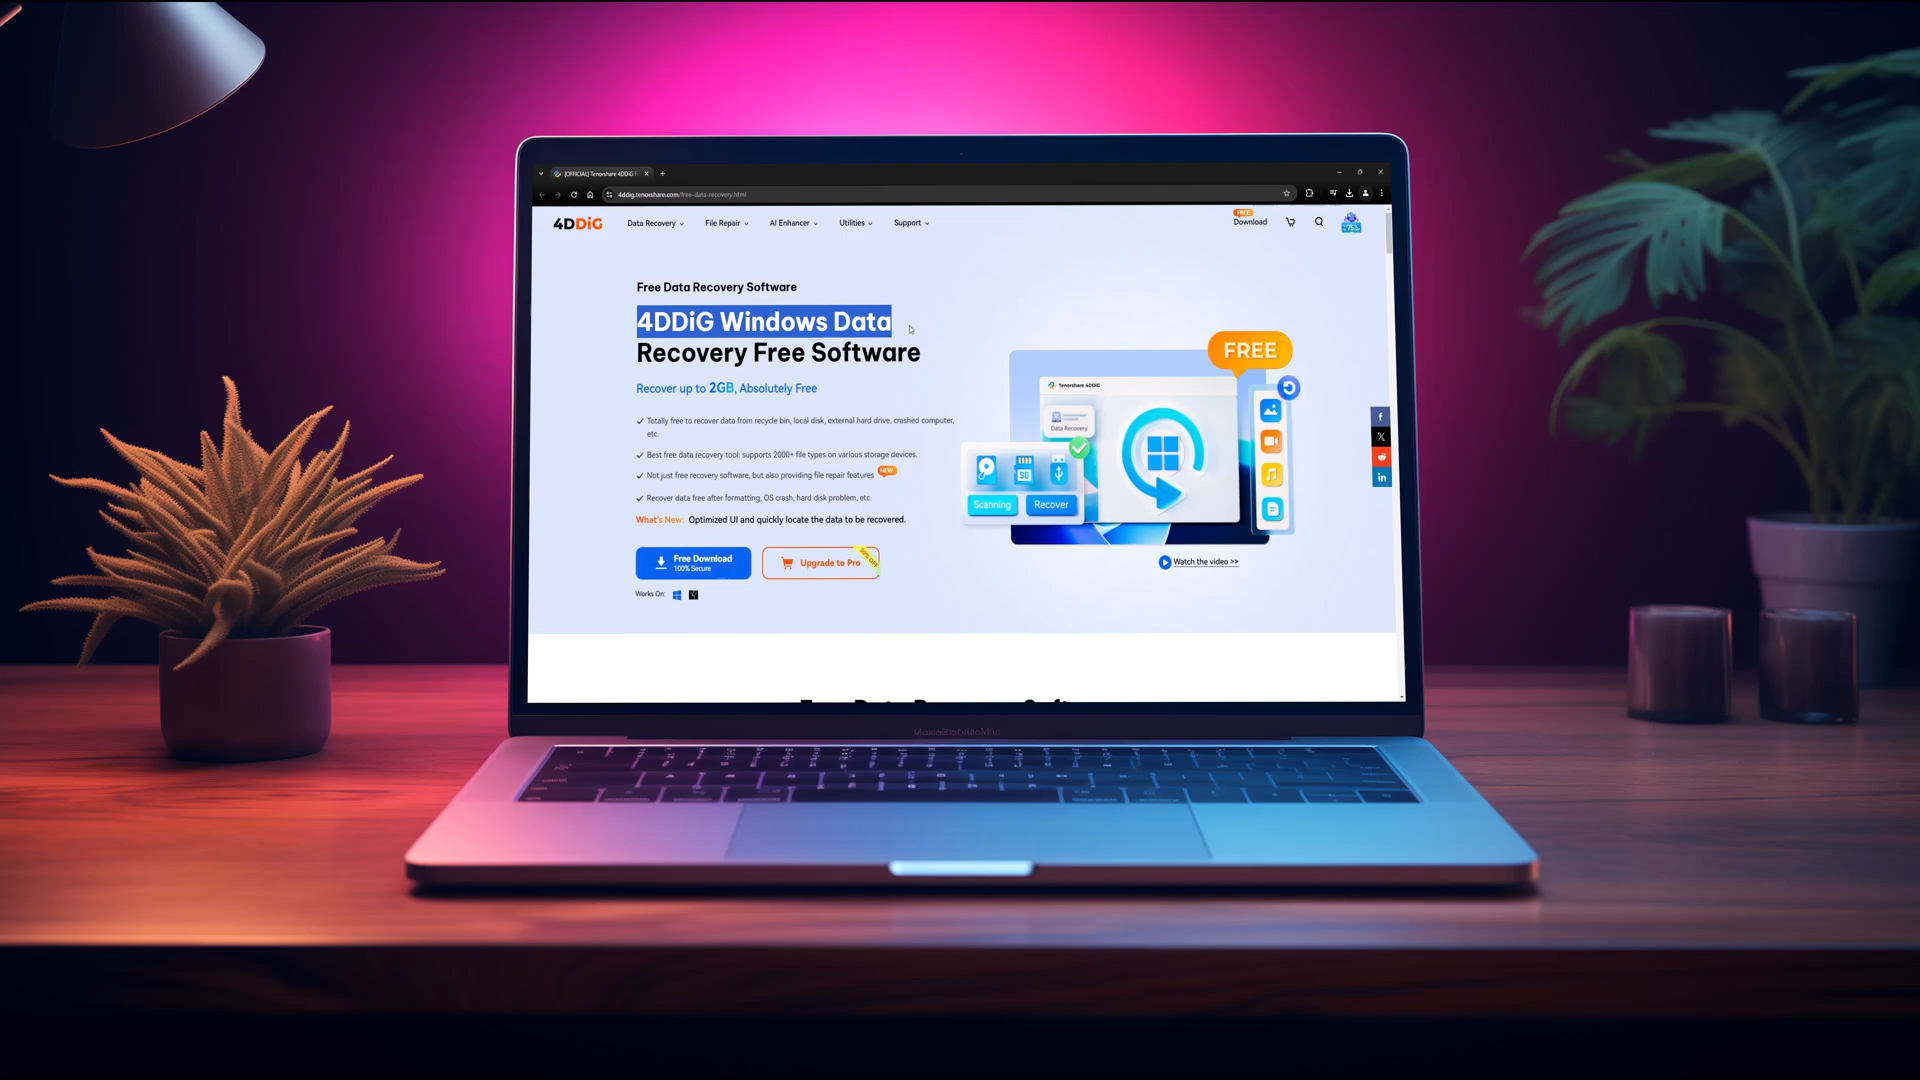 [OFFICIAL] Tenorshare 4DDiG F
4ddig.tenorshare.com/free-data-recovery.html
4DDiG
Data Recovery
File Repair
AI Enhancer
Utilities
Support
FREE
Download
Free Data Recovery Software
4DDiG Windows Data
Recovery Free Software
Recover up to 2GB, Absolutely Free
Totally free to recover data from recycle bin, local disk, external hard drive, crashed computer,
etc.
Best free data recovery tool: supports 2000+ file types on various storage devices.
Not just free recovery software, but also providing file repair features NEW
Recover data free after formatting, OS crash, hard disk problem, etc.
What's New: Optimized UI and quickly locate the data to be recovered.
Free Download
100% Secure
Upgrade to Pro
OFF
Works On:
FREE
Tenorshare 4DDiG
Data Recovery
SD
Scanning
Recover
Watch the video >>
f
X
in